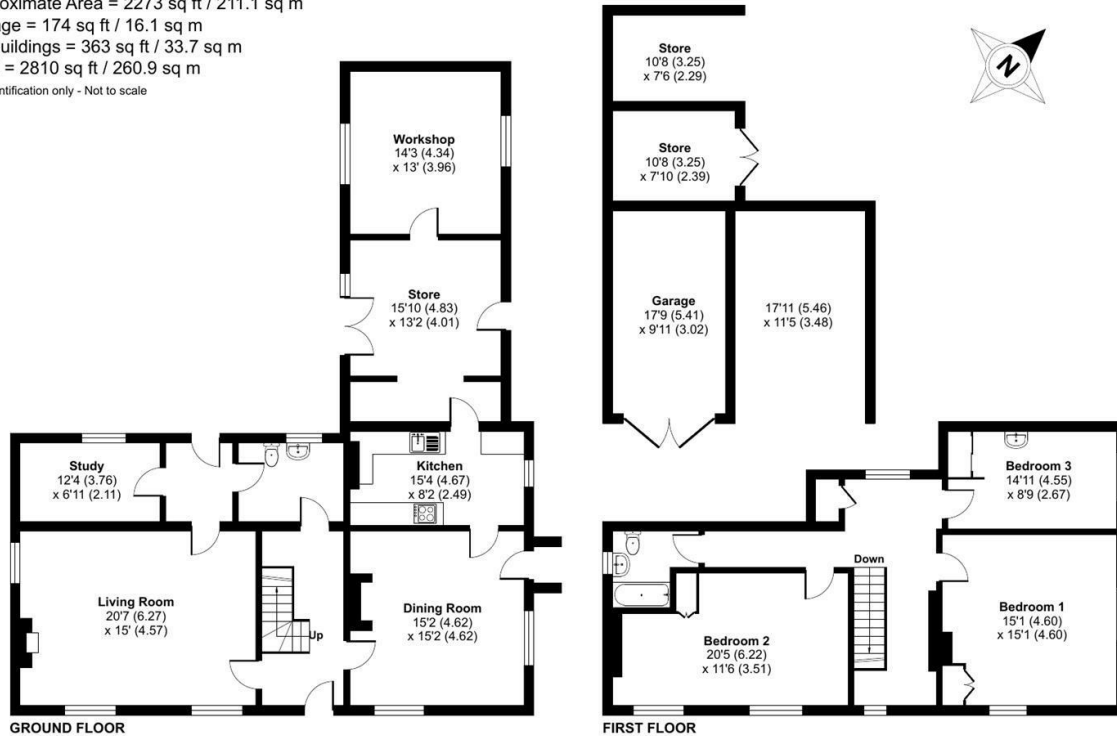 = 2273 sq ft / 211.1 sq m
= 174 sq ft / 16.1 sq m
= 363 sq ft / 33.7 sq m
= 2810 sq ft / 260.9 sq m
only - Not to scale
Store
10'8 (3.25)
x 7'6 (2.29)
N
Workshop
14'3 (4.34)
x 13' (3.96)
Store
10'8 (3.25)
x 7'10 (2.39)
Store
15'10 (4.83)
x 13'2 (4.01)
Garage
17'9 (5.41)
x 9'11 (3.02)
17'11 (5.46)
x 11'5 (3.48)
Study
12'4 (3.76)
x 6'11 (2.11)
Kitchen
15'4 (4.67)
x 8'2 (2.49)
Bedroom 3
14'11 (4.55)
x 8'9 (2.67)
Living Room
20'7 (6.27)
x 15' (4.57)
Up
Dining Room
15'2 (4.62)
x 15'2 (4.62)
Down
Bedroom 2
20'5 (6.22)
x 11'6 (3.51)
Bedroom 1
15'1 (4.60)
x 15'1 (4.60)
GROUND FLOOR
FIRST FLOOR